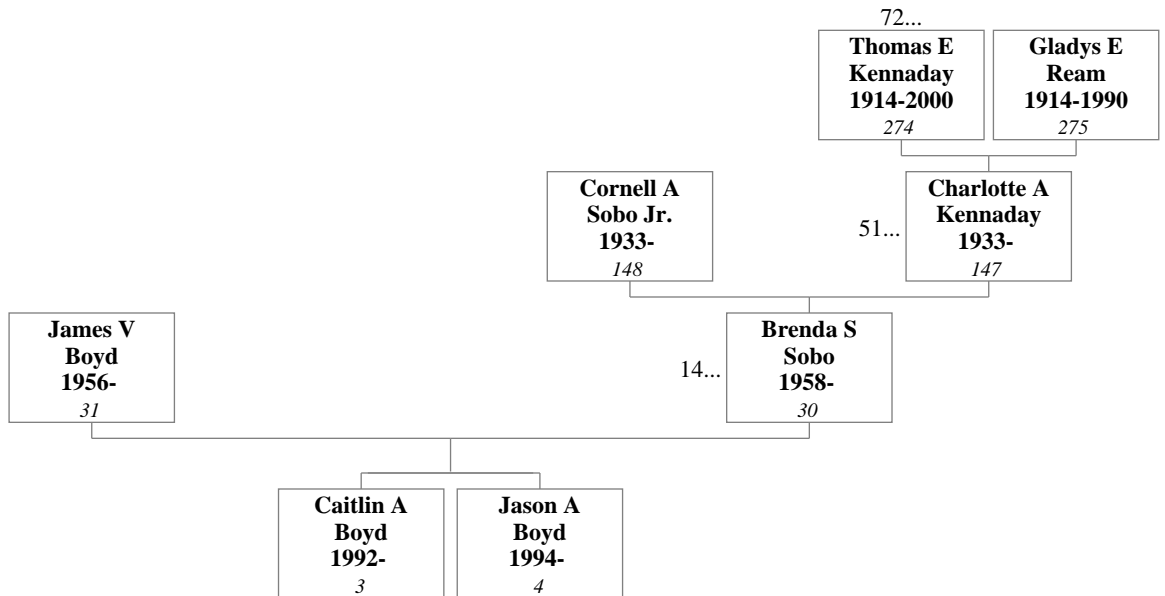 72...
Thomas E
Kennaday
1914-2000
274
Gladys E
Ream
1914-1990
275
Cornell A
Sobo Jr.
1933-
148
51...
Charlotte A
Kennaday
1933-
147
James V
Boyd
1956-
31
14...
Brenda S
Sobo
1958-
30
Caitlin A
Boyd
1992-
3
Jason A
Boyd
1994-
4